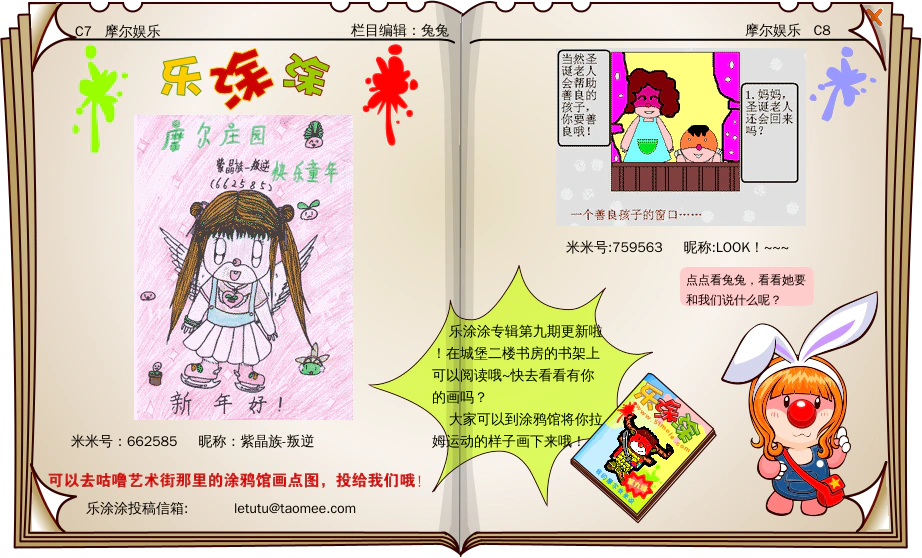 C7 摩尔娱乐
栏目编辑：兔兔
乐涂涂
摩尔庄园
紫晶族-叛逆
(662585)
快乐童年
新 年 好!
米米号：662585 昵称：紫晶族-叛逆
可以去咕噜艺术街那里的涂鸦馆画点图，投给我们哦!
乐涂涂投稿信箱: letutu@taomee.com
摩尔娱乐 C8
当然圣
诞老人
会帮助
善良的
孩子，
你要善
良哦！
1.妈妈，
圣诞老人
还会回来
吗？
一个善良孩子的窗口……
米米号:759563 昵称:LOOK！~~~
点点看兔兔，看看她要
和我们说什么呢？
乐涂涂专辑第九期更新啦
！在城堡二楼书房的书架上
可以阅读哦~快去看看有你
的画吗？
大家可以到涂鸦馆将你拉
姆运动的样子画下来哦！
乐涂涂